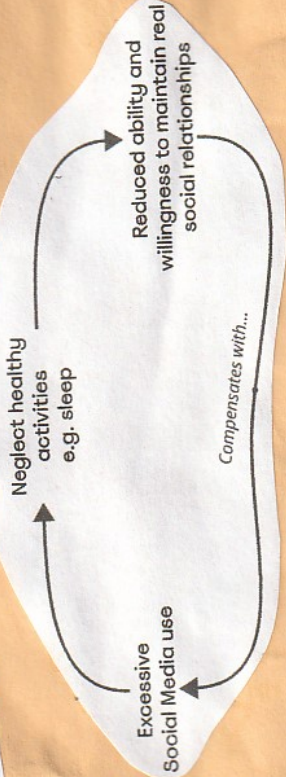 Neglect healthy
activities
e.g. sleep
Reduced ability and
willingness to maintain real
social relationships
Compensates with...
Excessive
Social Media use